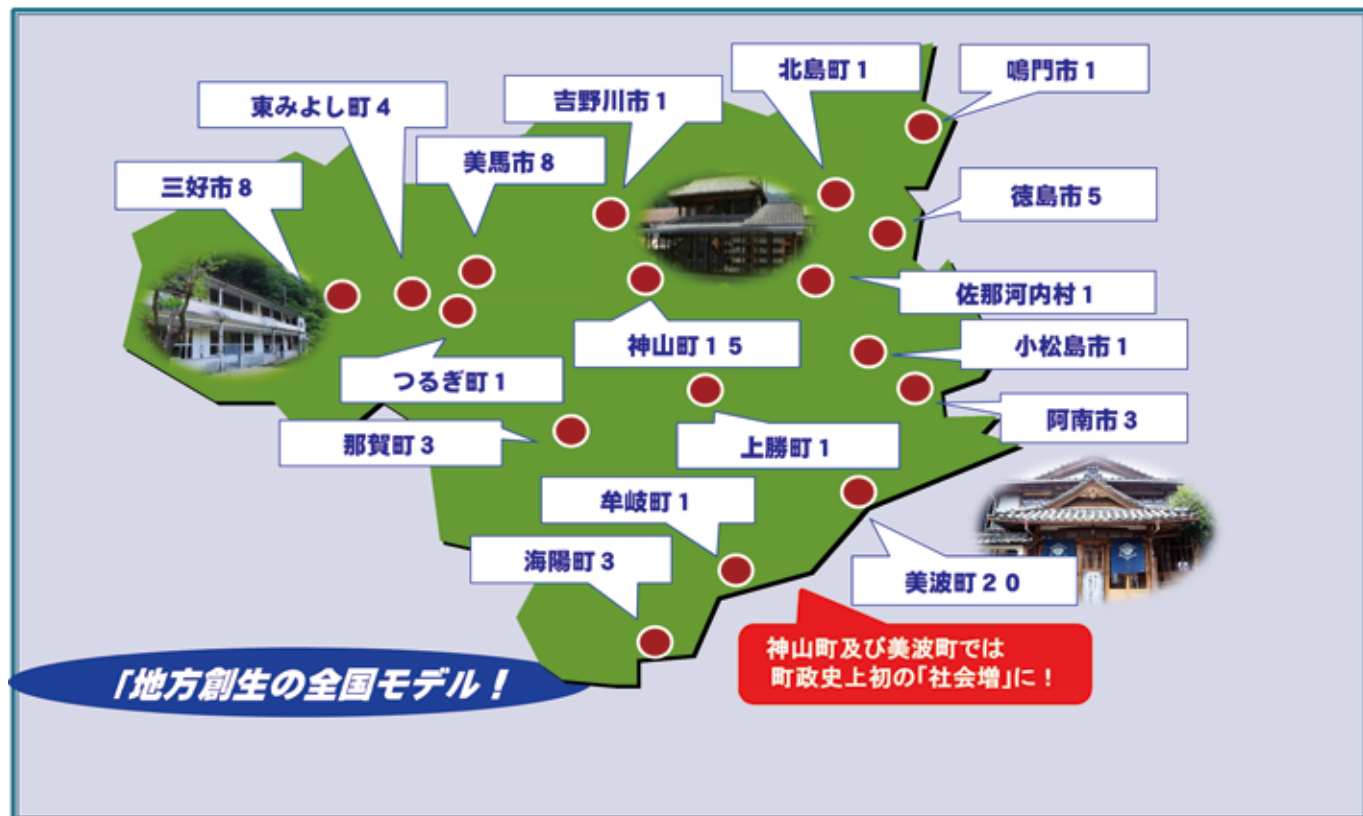 北島町1
鳴門市1
東みよし町4
吉野川市1
美馬市8
三好市8
徳島市5
佐那河内村1
神山町15
小松島市1
つるぎ町1
阿南市3
那賀町3
上勝町1
牟岐町1
海陽町3
美波町20
神山町及び美波町では
町政史上初の「社会増」に!
「地方創生の全国モデル!